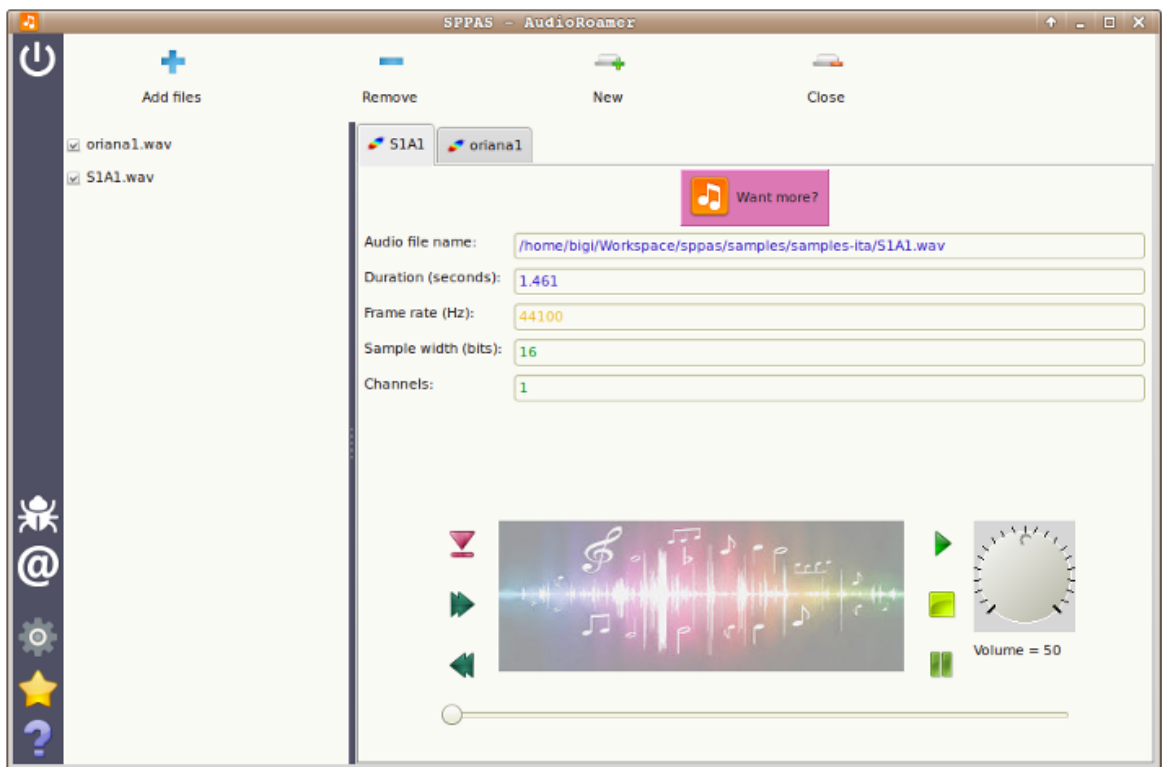 SPPAS - AudioRoamer
Add files
Remove
New
Close
oriana1.wav
S1A1.wav
S1A1
oriana1
Want more?
Audio file name:
/home/bigi/Workspace/sppas/samples/samples-ita/S1A1.wav
Duration (seconds):
1.461
Frame rate (Hz):
44100
Sample width (bits):
16
Channels:
1
Volume = 50